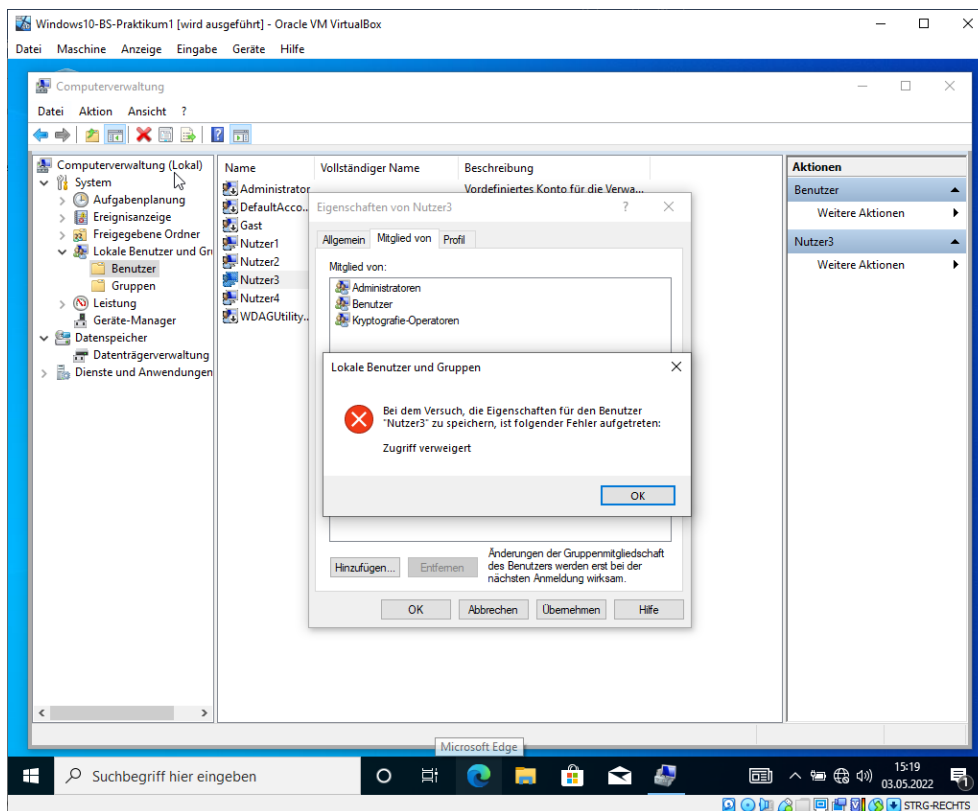 Windows10-BS-Praktikum1 [wird ausgeführt] - Oracle VM VirtualBox
Datei Maschine Anzeige Eingabe Geräte Hilfe
Computerverwaltung
Datei Aktion Ansicht ?
Computerverwaltung (Lokal)
System
Aufgabenplanung
Ereignisanzeige
Freigegebene Ordner
Lokale Benutzer und Gru
Benutzer
Gruppen
Leistung
Geräte-Manager
Datenspeicher
Datenträgerverwaltung
Dienste und Anwendungen
Name Vollständiger Name Beschreibung
Administrator Vordefiniertes Konto für die Verwa...
DefaultAcco...
Gast
Nutzer1
Nutzer2
Nutzer3
Nutzer4
WDAGUtility...
Eigenschaften von Nutzer3 ?
Allgemein Mitglied von Profil
Mitglied von:
Administratoren
Benutzer
Kryptografie-Operatoren
Lokale Benutzer und Gruppen
Bei dem Versuch, die Eigenschaften für den Benutzer
"Nutzer3" zu speichern, ist folgender Fehler aufgetreten:
Zugriff verweigert
OK
Hinzufügen... Entfernen
Änderungen der Gruppenmitgliedschaft
des Benutzers werden erst bei der
nächsten Anmeldung wirksam.
OK Abbrechen Übernehmen Hilfe
Aktionen
Benutzer
Weitere Aktionen
Nutzer3
Weitere Aktionen
Microsoft Edge
Suchbegriff hier eingeben
15:19
03.05.2022
1
STRG-RECHTS